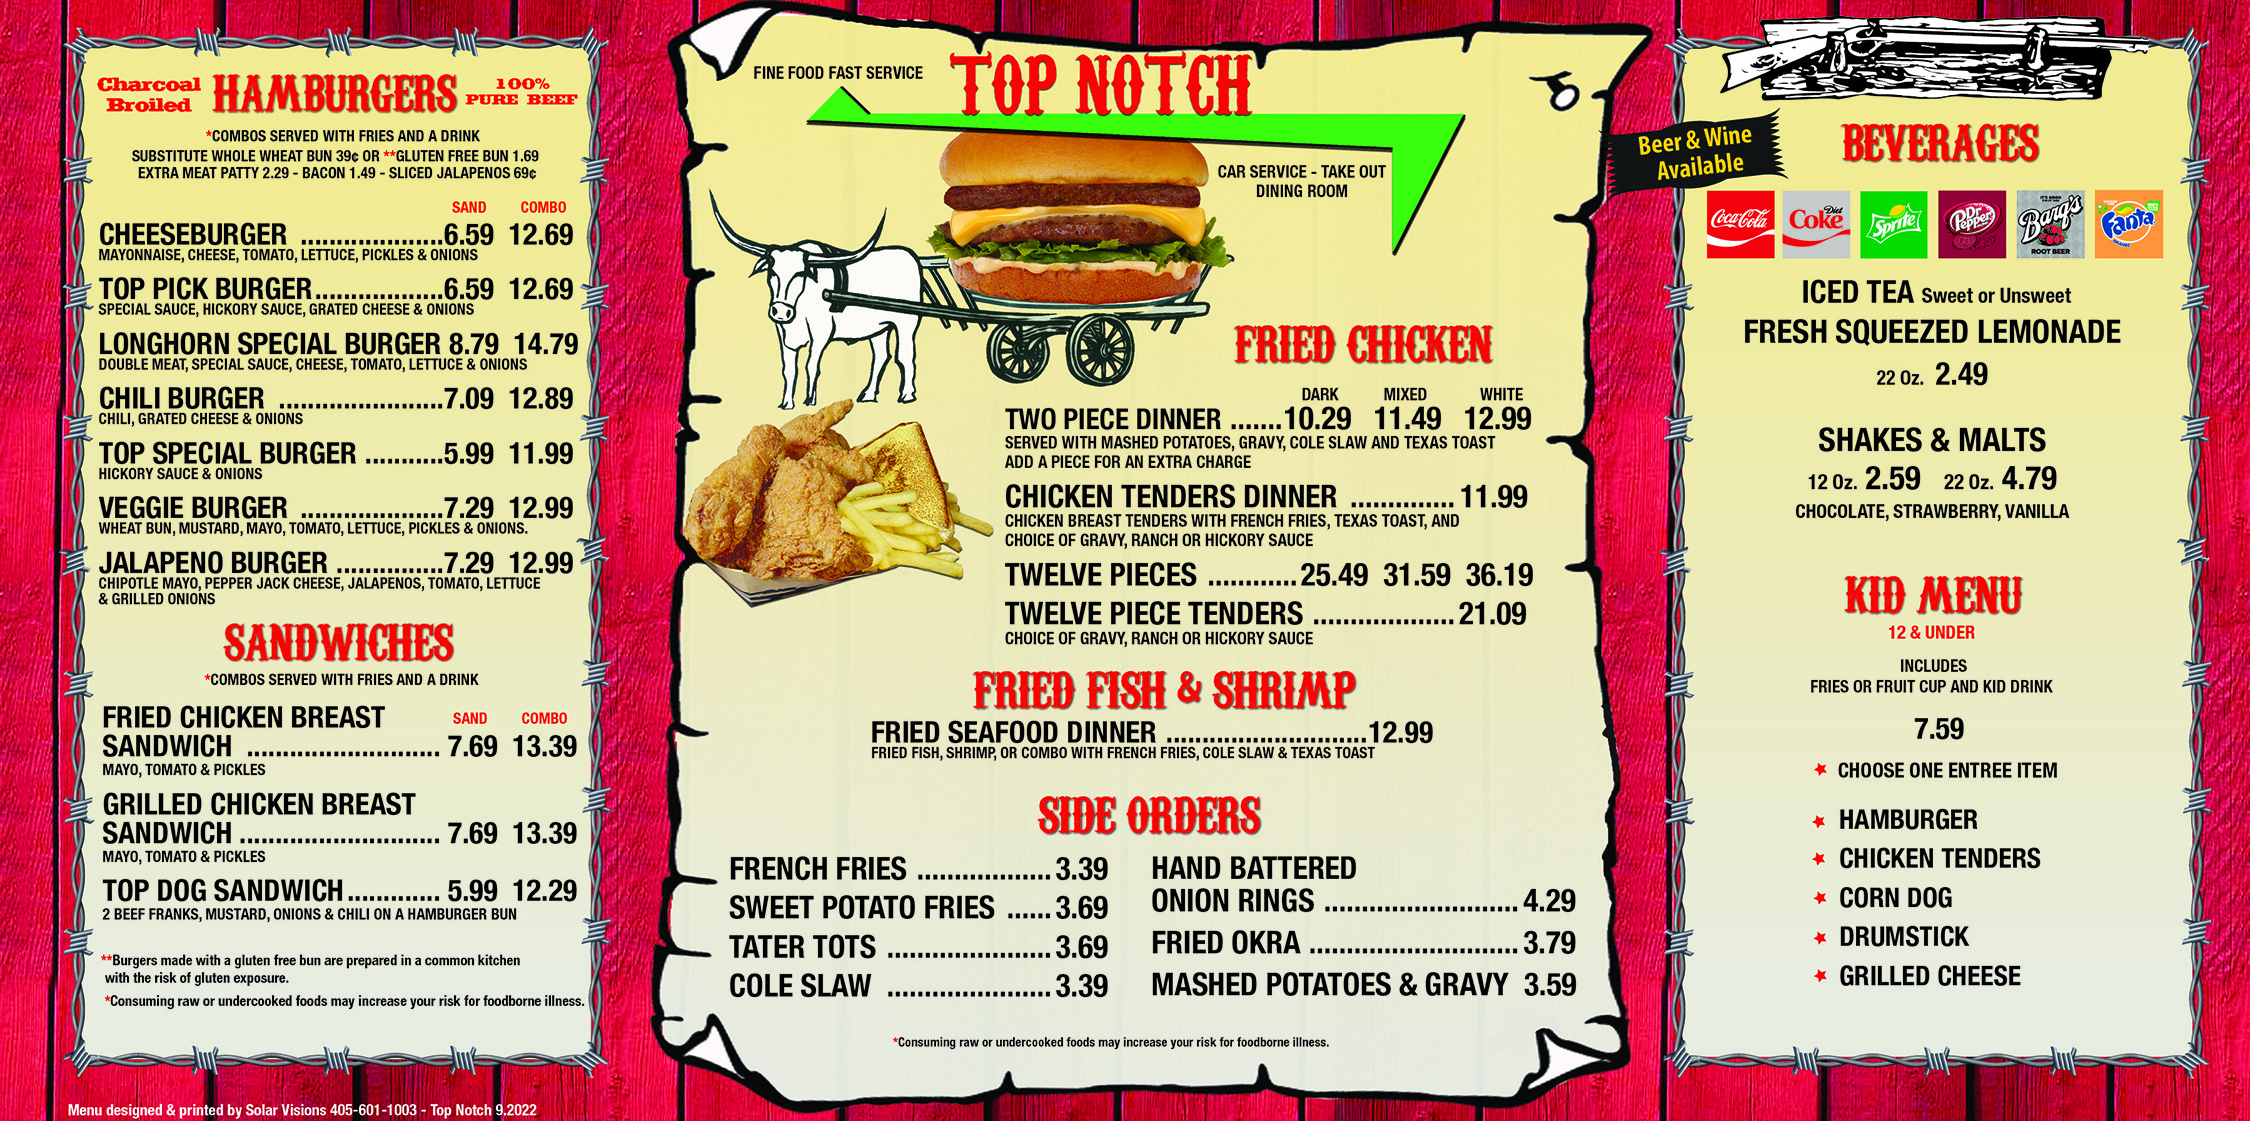 Charcoal
Broiled
HAMBURGERS
100%
PURE BEEF
*COMBOS SERVED WITH FRIES AND A DRINK
SUBSTITUTE WHOLE WHEAT BUN 39¢ OR **GLUTEN FREE BUN 1.69
EXTRA MEAT PATTY 2.29 - BACON 1.49 - SLICED JALAPENOS 69¢
SAND COMBO
CHEESEBURGER ....................6.59 12.69
MAYONNAISE, CHEESE, TOMATO, LETTUCE, PICKLES & ONIONS
TOP PICK BURGER..................6.59 12.69
SPECIAL SAUCE, HICKORY SAUCE, GRATED CHEESE & ONIONS
LONGHORN SPECIAL BURGER 8.79 14.79
DOUBLE MEAT, SPECIAL SAUCE, CHEESE, TOMATO, LETTUCE & ONIONS
CHILI BURGER .......................7.09 12.89
CHILI, GRATED CHEESE & ONIONS
TOP SPECIAL BURGER ...........5.99 11.99
HICKORY SAUCE & ONIONS
VEGGIE BURGER ....................7.29 12.99
WHEAT BUN, MUSTARD, MAYO, TOMATO, LETTUCE, PICKLES & ONIONS.
JALAPENO BURGER ...............7.29 12.99
CHIPOTLE MAYO, PEPPER JACK CHEESE, JALAPENOS, TOMATO, LETTUCE
& GRILLED ONIONS
SANDWICHES
*COMBOS SERVED WITH FRIES AND A DRINK
SAND COMBO
FRIED CHICKEN BREAST
SANDWICH ........................... 7.69 13.39
MAYO, TOMATO & PICKLES
GRILLED CHICKEN BREAST
SANDWICH ............................ 7.69 13.39
MAYO, TOMATO & PICKLES
TOP DOG SANDWICH............. 5.99 12.29
2 BEEF FRANKS, MUSTARD, ONIONS & CHILI ON A HAMBURGER BUN
**Burgers made with a gluten free bun are prepared in a common kitchen
with the risk of gluten exposure.
*Consuming raw or undercooked foods may increase your risk for foodborne illness.
Menu designed & printed by Solar Visions 405-601-1003 - Top Notch 9.2022
FINE FOOD FAST SERVICE
TOP NOTCH
CAR SERVICE - TAKE OUT
DINING ROOM
FRIED CHICKEN
DARK MIXED WHITE
TWO PIECE DINNER .......10.29 11.49 12.99
SERVED WITH MASHED POTATOES, GRAVY, COLE SLAW AND TEXAS TOAST
ADD A PIECE FOR AN EXTRA CHARGE
CHICKEN TENDERS DINNER .............. 11.99
CHICKEN BREAST TENDERS WITH FRENCH FRIES, TEXAS TOAST, AND
CHOICE OF GRAVY, RANCH OR HICKORY SAUCE
TWELVE PIECES ............25.49 31.59 36.19
TWELVE PIECE TENDERS ................... 21.09
CHOICE OF GRAVY, RANCH OR HICKORY SAUCE
FRIED FISH & SHRIMP
FRIED SEAFOOD DINNER ...........................12.99
FRIED FISH, SHRIMP, OR COMBO WITH FRENCH FRIES, COLE SLAW & TEXAS TOAST
SIDE ORDERS
FRENCH FRIES .................. 3.39
SWEET POTATO FRIES ...... 3.69
TATER TOTS ...................... 3.69
COLE SLAW ...................... 3.39
HAND BATTERED
ONION RINGS .......................... 4.29
FRIED OKRA ............................ 3.79
MASHED POTATOES & GRAVY 3.59
*Consuming raw or undercooked foods may increase your risk for foodborne illness.
Beer & Wine
Available
BEVERAGES
Coca-Cola
Diet
Coke
Sprite
Dr Pepper
Barq's
ROOT BEER
Fanta
ICED TEA Sweet or Unsweet
FRESH SQUEEZED LEMONADE
22 Oz. 2.49
SHAKES & MALTS
12 Oz. 2.59 22 Oz. 4.79
CHOCOLATE, STRAWBERRY, VANILLA
KID MENU
12 & UNDER
INCLUDES
FRIES OR FRUIT CUP AND KID DRINK
7.59
CHOOSE ONE ENTREE ITEM
HAMBURGER
CHICKEN TENDERS
CORN DOG
DRUMSTICK
GRILLED CHEESE